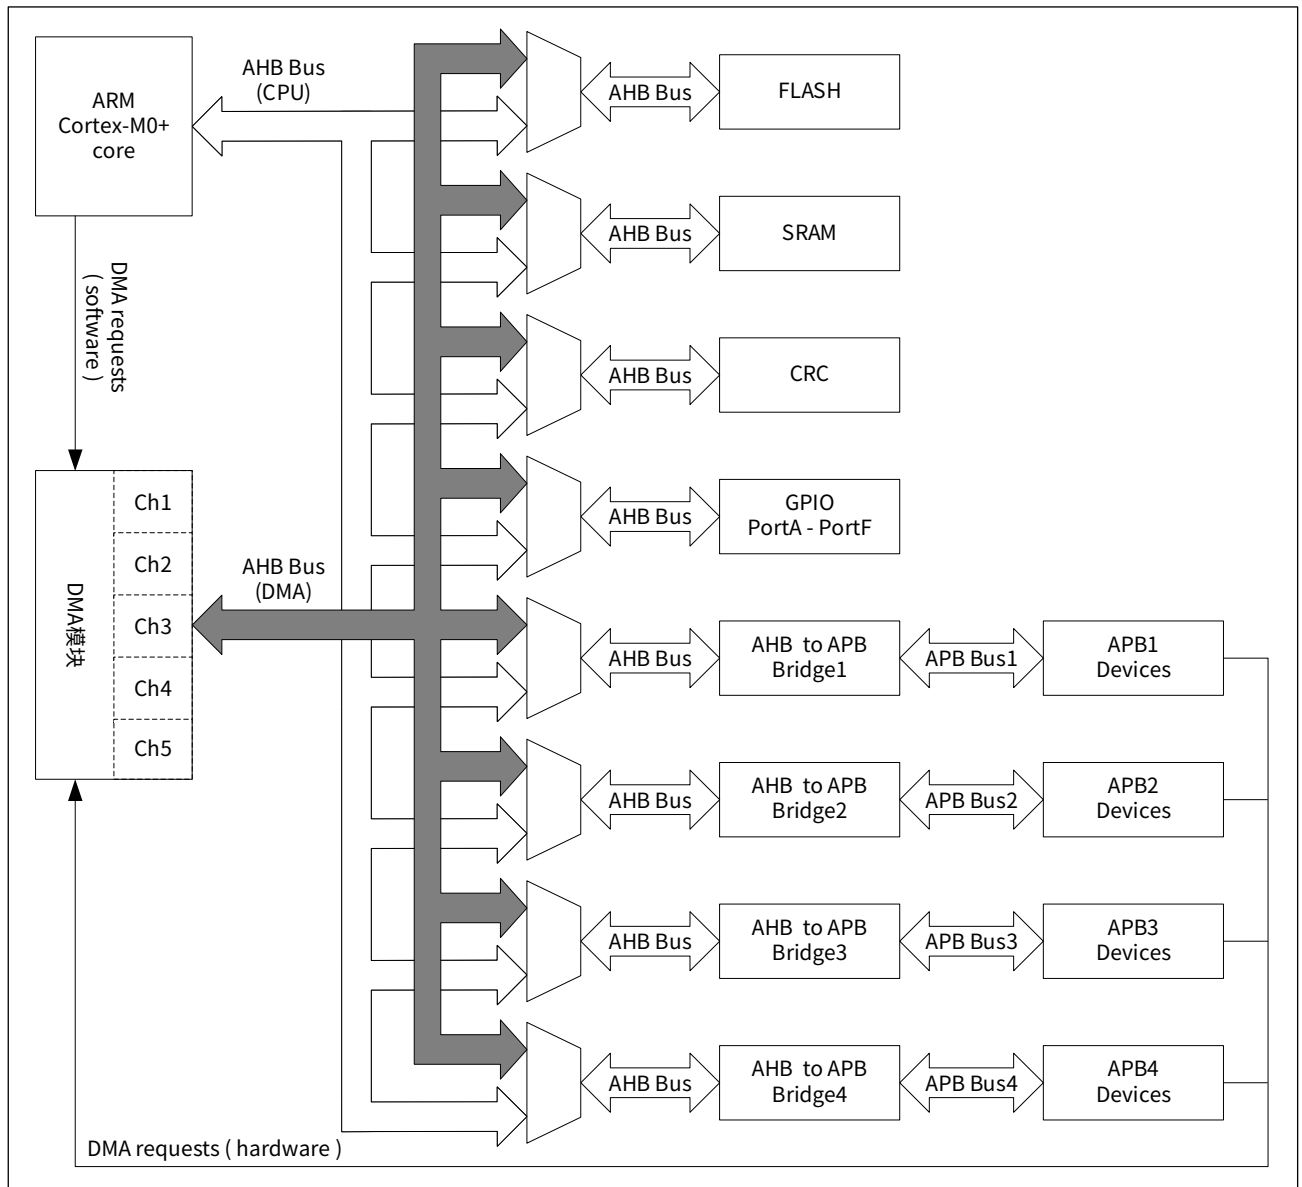 ARM
Cortex-M0+
core
AHB Bus
(CPU)
AHB Bus
FLASH
AHB Bus
SRAM
DMA requests
( software )
AHB Bus
CRC
DMA模块
Ch1
Ch2
Ch3
Ch4
Ch5
AHB Bus
GPIO
PortA - PortF
AHB Bus
(DMA)
AHB Bus
AHB to APB
Bridge1
APB Bus1
APB1
Devices
AHB Bus
AHB to APB
Bridge2
APB Bus2
APB2
Devices
AHB Bus
AHB to APB
Bridge3
APB Bus3
APB3
Devices
AHB Bus
AHB to APB
Bridge4
APB Bus4
APB4
Devices
DMA requests ( hardware )